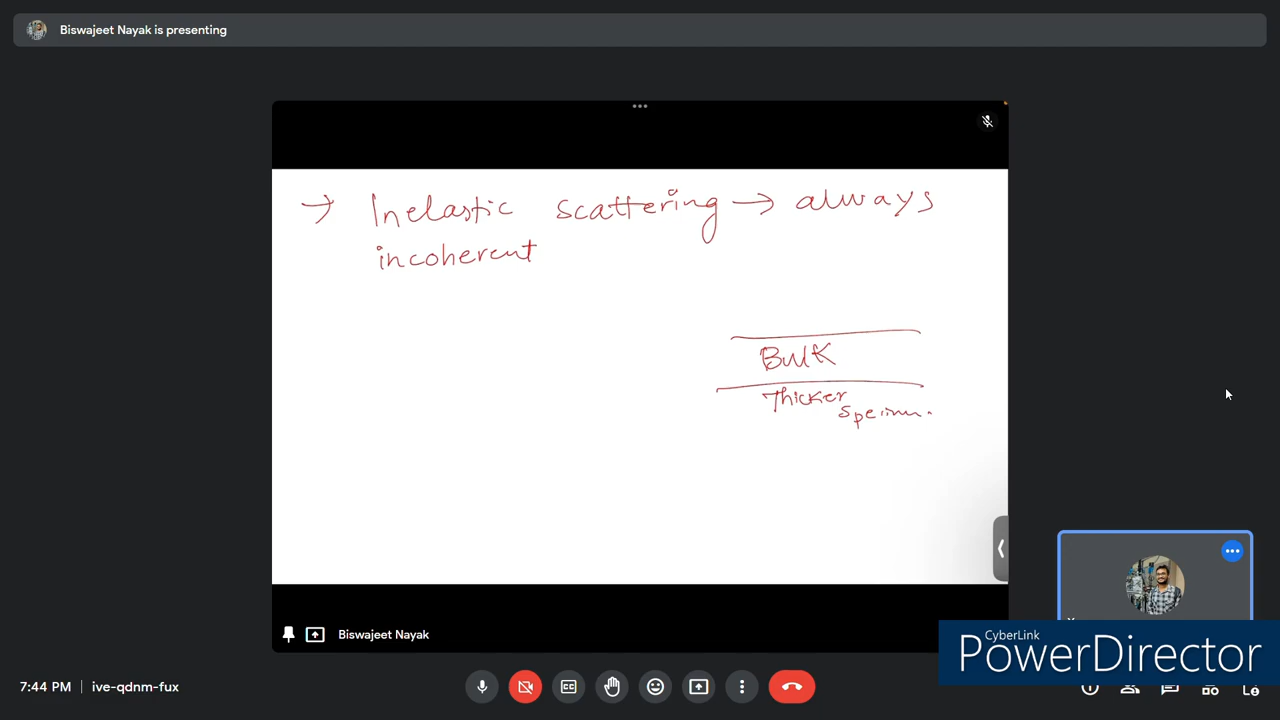 Biswajeet Nayak is presenting
→ Inelastic scattering → always
incoherent
Bulk
Thicker
Biswajeet Nayak
CyberLink
PowerDirector
7:44 PM | ive-qdnm-fux